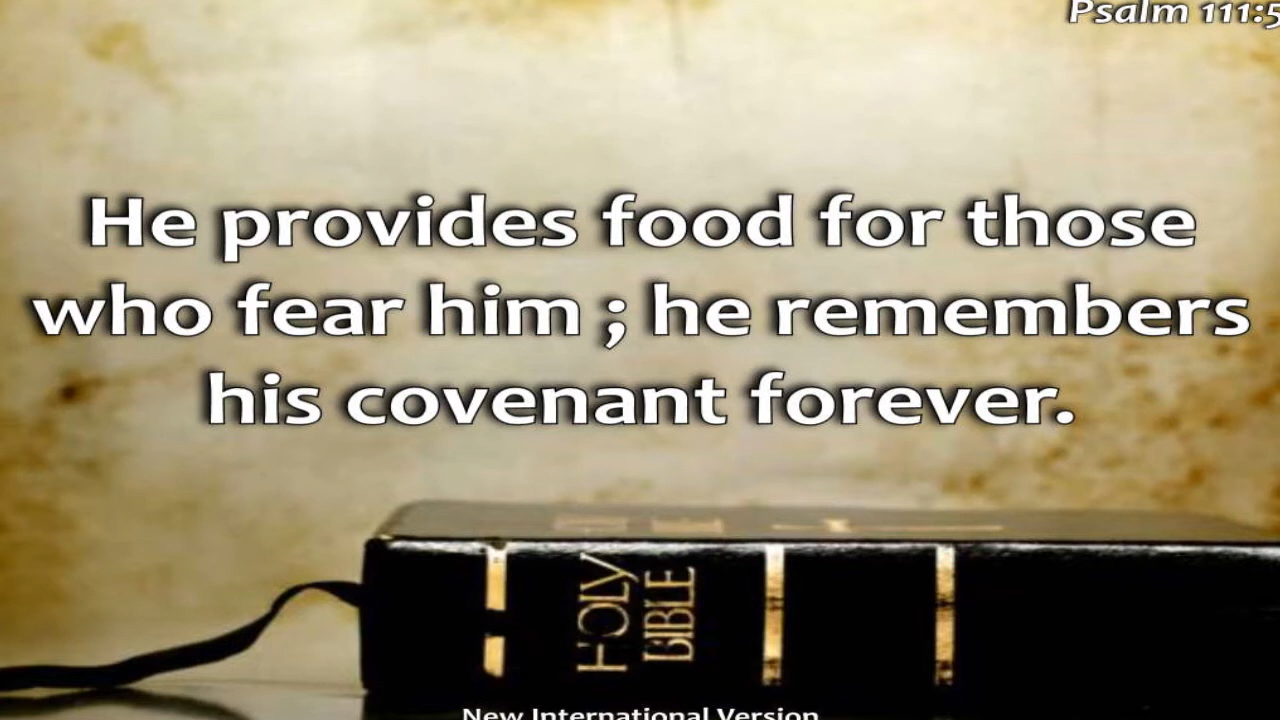 Psalm 111:5
He provides food for those
who fear him ; he remembers
his covenant forever.
HOLY
BIBLE
New International Version